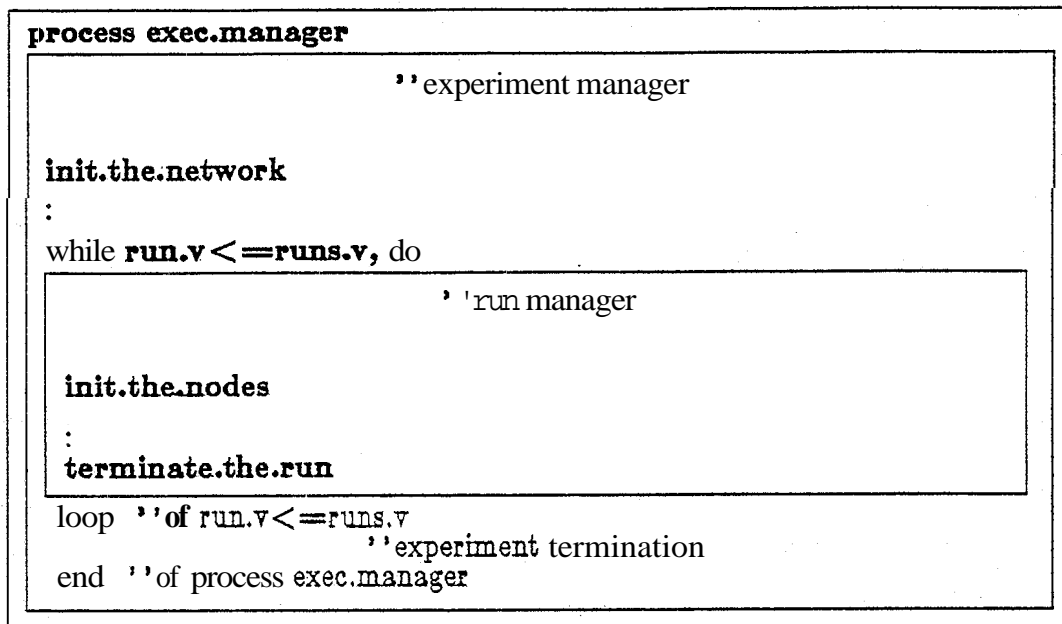 process exec.manager
''experiment manager
init.the.network
:
while run.v<=runs.v, do
''run manager
init.the.nodes
:
terminate.the.run
loop ''of run.v<=runs.v
''experiment termination
end ''of process exec.manager